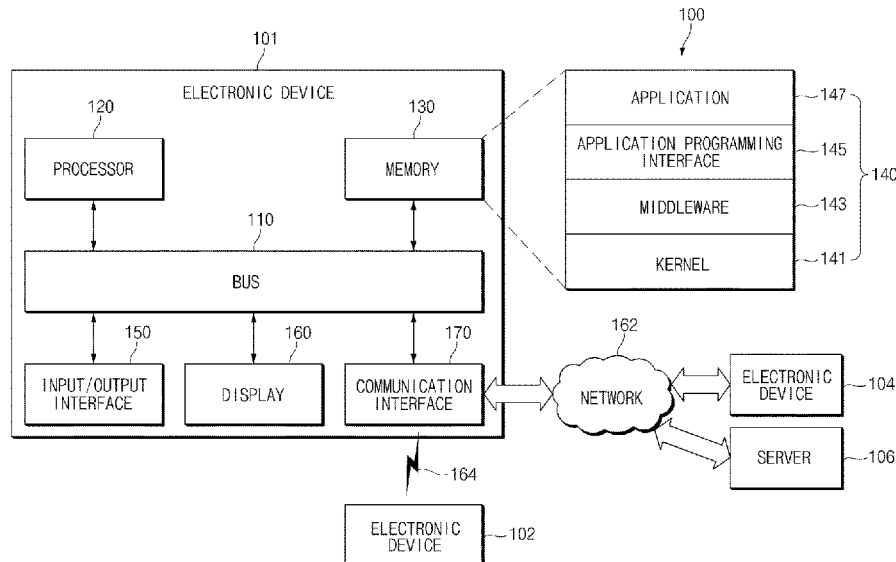 100
101
ELECTRONIC DEVICE
120
130
PROCESSOR
MEMORY
APPLICATION
147
APPLICATION PROGRAMMING
INTERFACE
145
140
MIDDLEWARE
143
KERNEL
141
110
BUS
150
160
170
INPUT/OUTPUT
INTERFACE
DISPLAY
COMMUNICATION
INTERFACE
162
NETWORK
ELECTRONIC
DEVICE
104
SERVER
106
164
ELECTRONIC
DEVICE
102